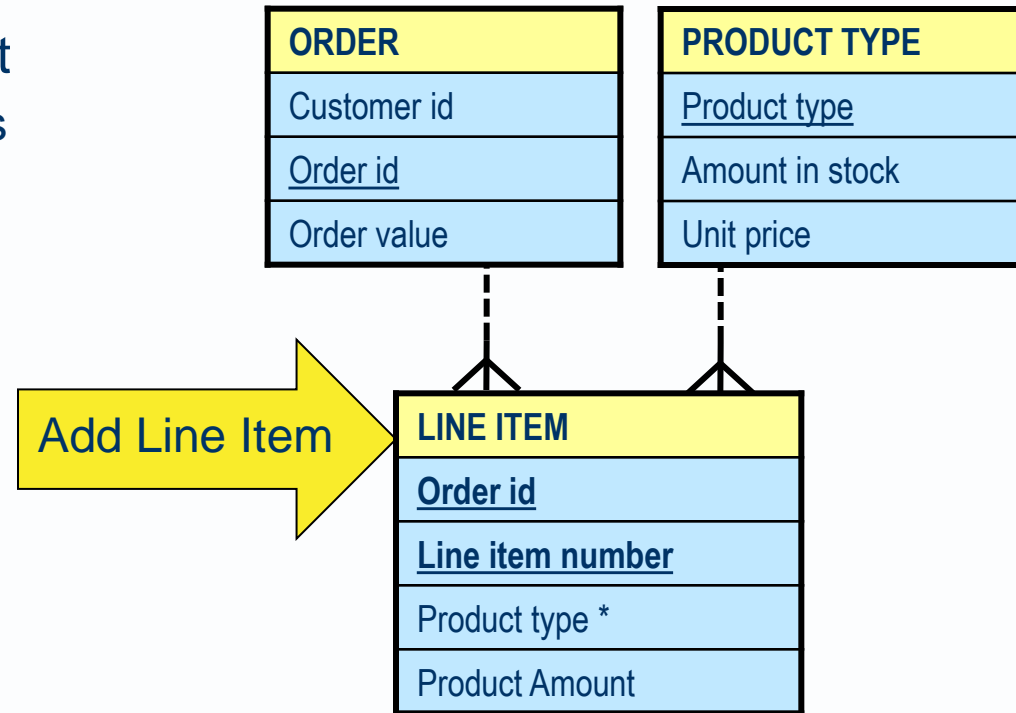 t
s
ORDER
Customer id
Order id
Order value
PRODUCT TYPE
Product type
Amount in stock
Unit price
Add Line Item
LINE ITEM
Order id
Line item number
Product type *
Product Amount